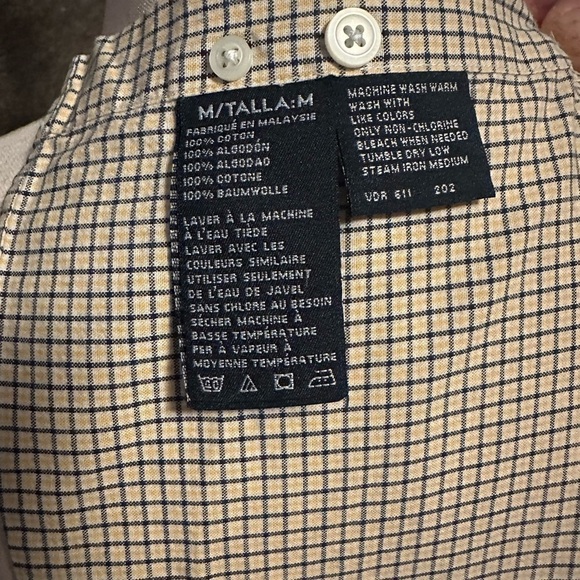 M/TALLA:M
FABRIQUÉ EN MALAYSIE
100% COTON
100% ALGODÓN
100% ALGODAO
100% COTONE
100% BAUMWOLLE
LAVER À LA MACHINE
À L'EAU TIÈDE
LAVER AVEC LES
COULEURS SIMILAIRE
UTILISER SEULEMENT
DE L'EAU DE JAVEL
SANS CHLORE AU BESOIN
SÈCHER MACHINE À
BASSE TEMPÉRATURE
FER À VAPEUR À
MOYENNE TEMPÉRATURE
MACHINE WASH WARM
WASH WITH
LIKE COLORS
ONLY NON-CHLORINE
BLEACH WHEN NEEDED
TUMBLE DRY LOW
STEAM IRON MEDIUM
VDR 611 202